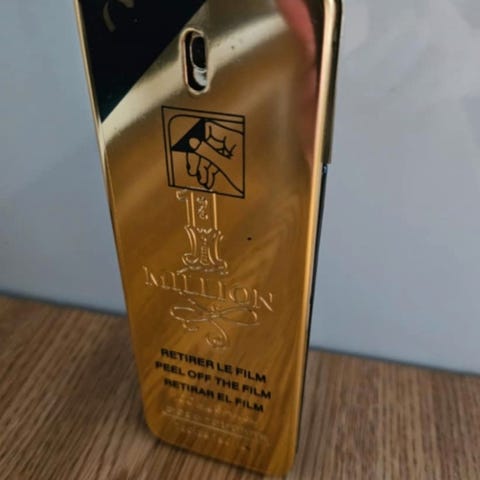 1
MILLION
RETIRER LE FILM
PEEL OFF THE FILM
RETIRAR EL FILM